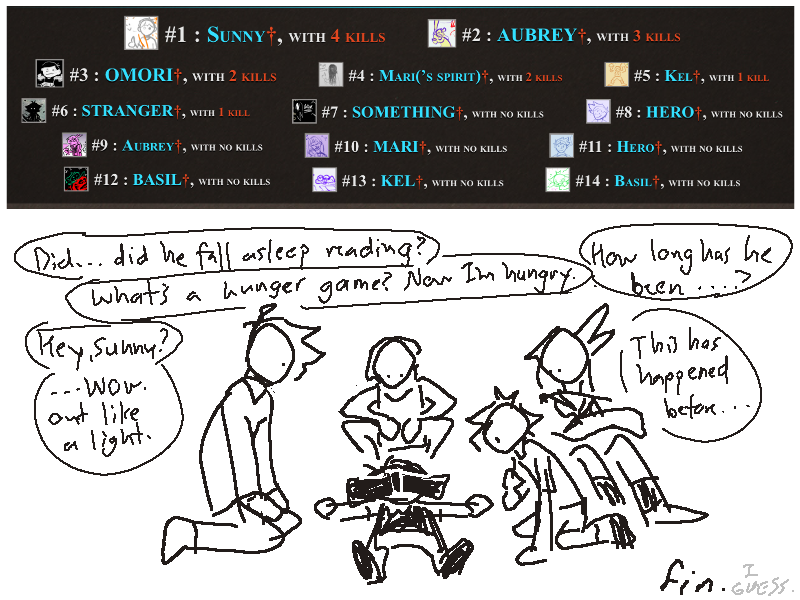 #1 : Sunny†, with 4 kills
#2 : AUBREY†, with 3 kills
#3 : OMORI†, with 2 kills
#4 : Mari('s spirit)†, with 2 kills
#5 : Kel†, with 1 kill
#6 : STRANGER†, with 1 kill
#7 : SOMETHING†, with no kills
#8 : HERO†, with no kills
#9 : Aubrey†, with no kills
#10 : MARI†, with no kills
#11 : Hero†, with no kills
#12 : BASIL†, with no kills
#13 : KEL†, with no kills
#14 : Basil†, with no kills
Did... did he fall asleep reading?
What's a hunger game? Now I'm hungry.
How long has he
been ....?
Hey, Sunny?
...Wow.
out like
a light.
This has
happened
before...
fin.
I
GUESS.